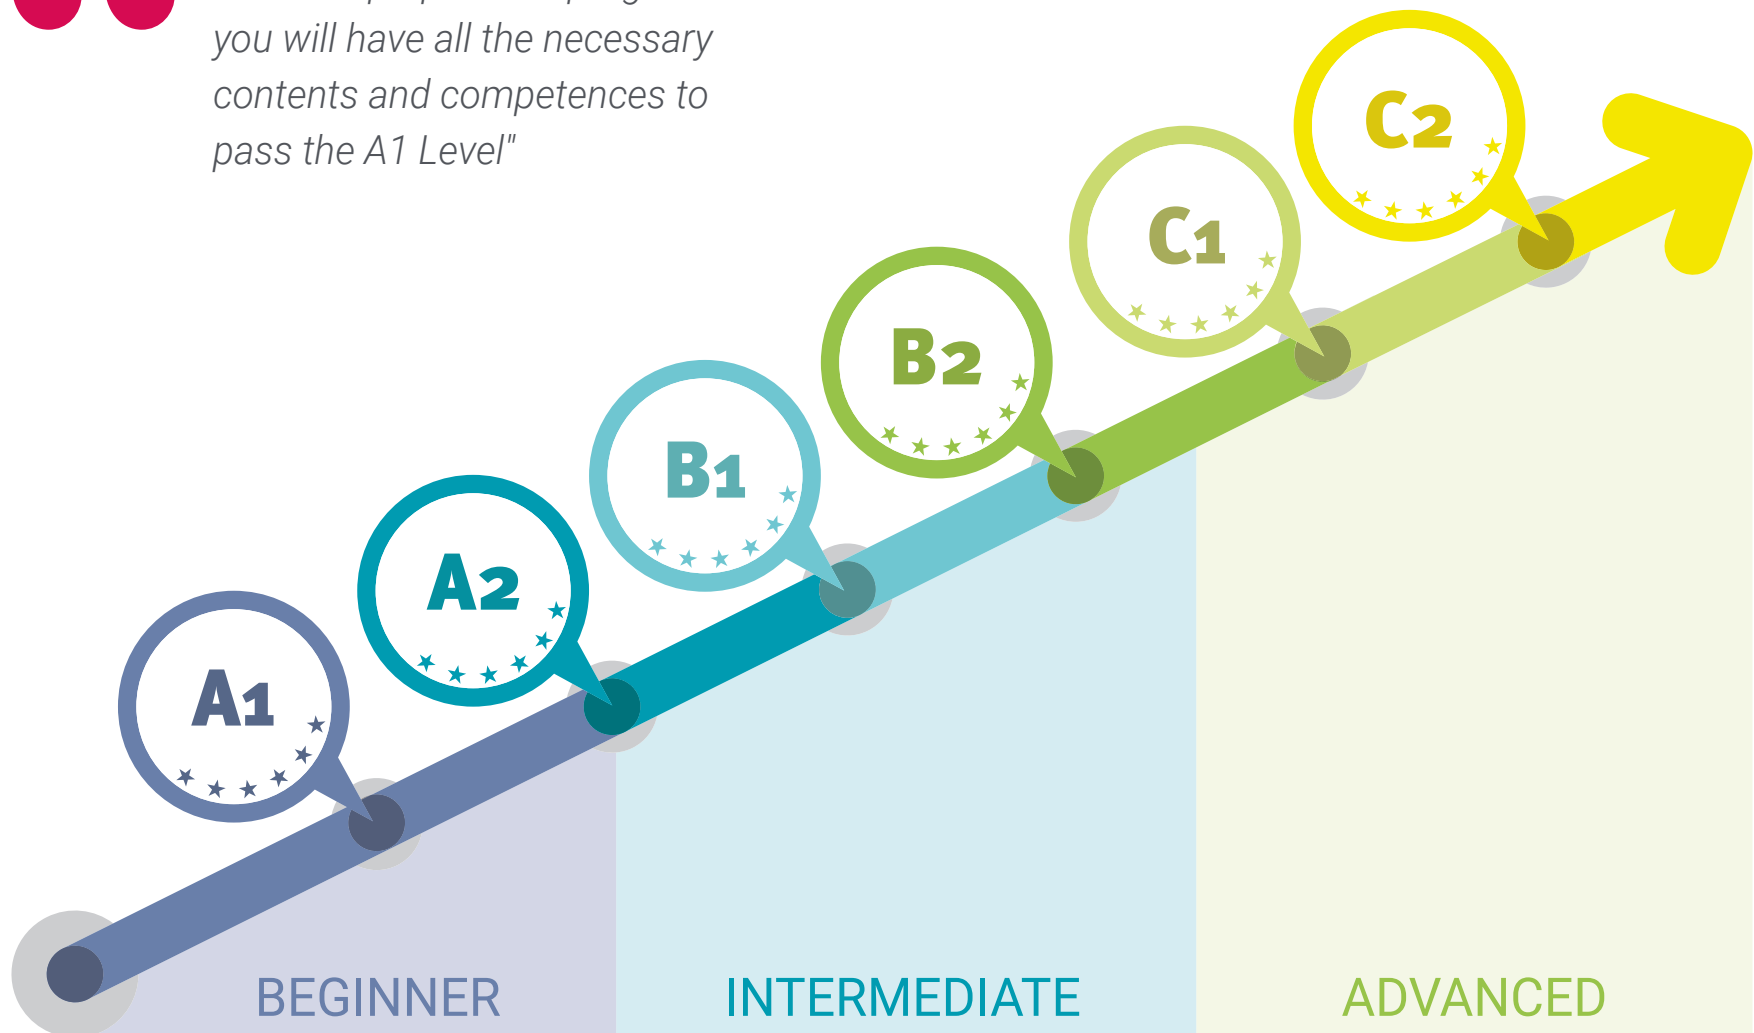 you will have all the necessary
contents and competences to
pass the A1 Level"
C2
C1
B2
B1
A2
A1
BEGINNER
INTERMEDIATE
ADVANCED